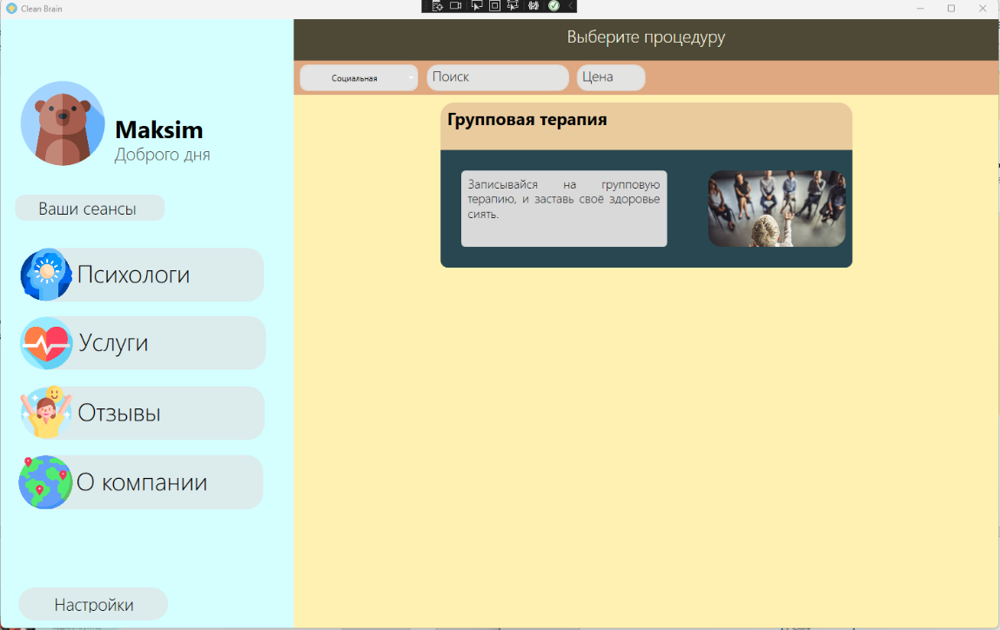 Clean Brain
Выберите процедуру
Социальная
Поиск
Цена
Maksim
Доброго дня
Ваши сеансы
Психологи
Услуги
Отзывы
О компании
Настройки
Групповая терапия
Записывайся на групповую
терапию, и заставь своё здоровье
сиять.